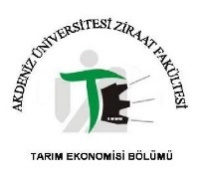 AKDENİZ ÜNİVERSİTESİ ZİRAAT FAKÜLTESİ
TARIM EKONOMİSİ BÖLÜMÜ